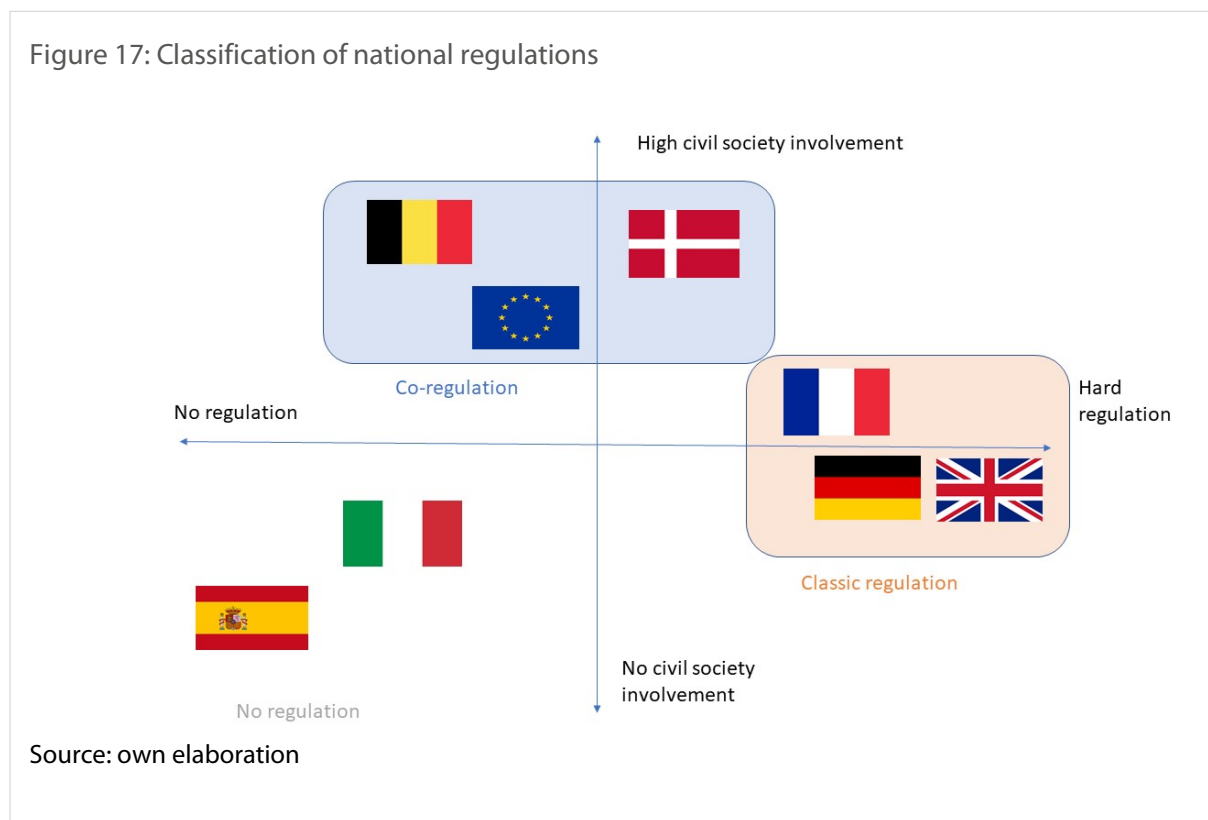 Figure 17: Classification of national regulations
High civil society involvement
Co-regulation
No regulation
Hard
regulation
Classic regulation
No civil society
involvement
No regulation
Source: own elaboration